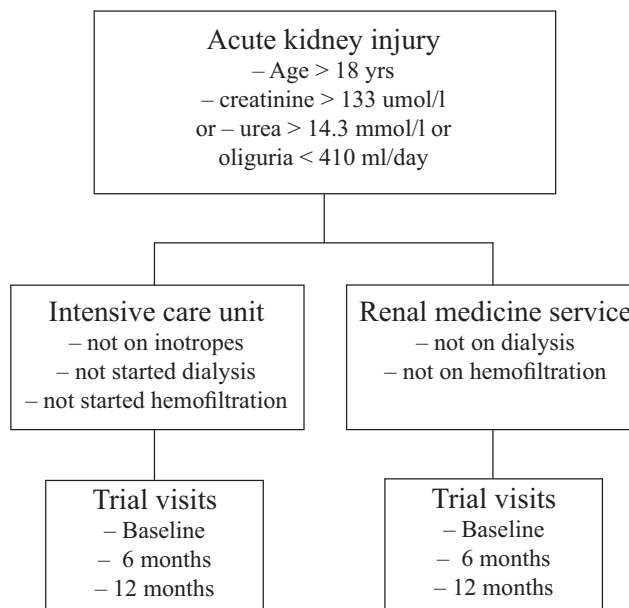 Acute kidney injury
– Age > 18 yrs
– creatinine > 133 umol/l
or – urea > 14.3 mmol/l or
oliguria < 410 ml/day
Intensive care unit
– not on inotropes
– not started dialysis
– not started hemofiltration
Renal medicine service
– not on dialysis
– not on hemofiltration
Trial visits
– Baseline
– 6 months
– 12 months
Trial visits
– Baseline
– 6 months
– 12 months